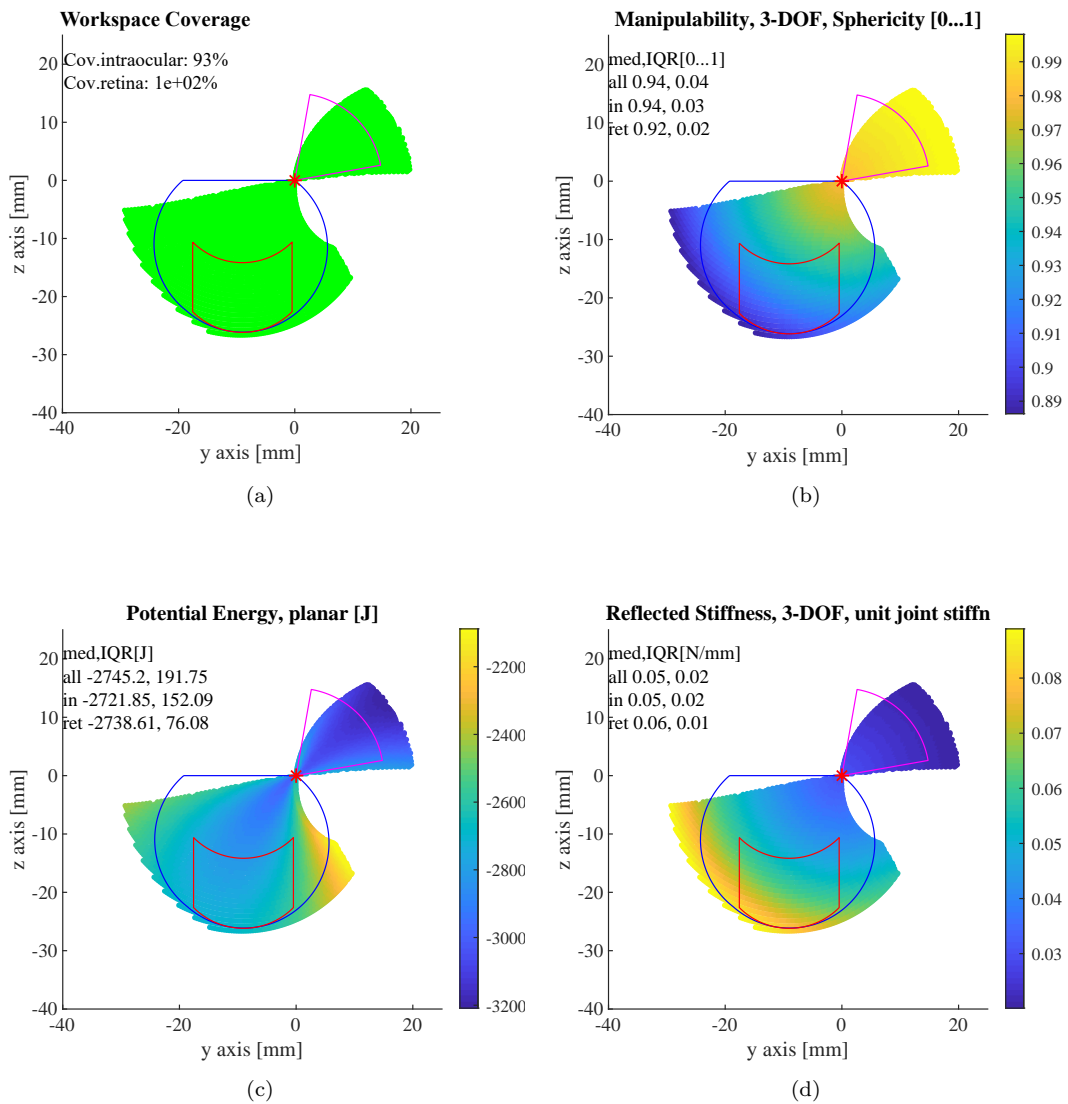 Workspace Coverage
Cov.intraocular: 93%
Cov.retina: 1e+02%
20
10
0
-10
-20
-30
-40
z axis [mm]
-40
-20
0
20
y axis [mm]
(a)
Manipulability, 3-DOF, Sphericity [0...1]
med,IQR[0...1]
all 0.94, 0.04
in 0.94, 0.03
ret 0.92, 0.02
20
10
0
-10
-20
-30
-40
z axis [mm]
-40
-20
0
20
y axis [mm]
0.99
0.98
0.97
0.96
0.95
0.94
0.93
0.92
0.91
0.9
0.89
(b)
Potential Energy, planar [J]
med,IQR[J]
all -2745.2, 191.75
in -2721.85, 152.09
ret -2738.61, 76.08
20
10
0
-10
-20
-30
-40
z axis [mm]
-40
-20
0
20
y axis [mm]
-2200
-2400
-2600
-2800
-3000
-3200
(c)
Reflected Stiffness, 3-DOF, unit joint stiffn
med,IQR[N/mm]
all 0.05, 0.02
in 0.05, 0.02
ret 0.06, 0.01
20
10
0
-10
-20
-30
-40
z axis [mm]
-40
-20
0
20
y axis [mm]
0.08
0.07
0.06
0.05
0.04
0.03
(d)